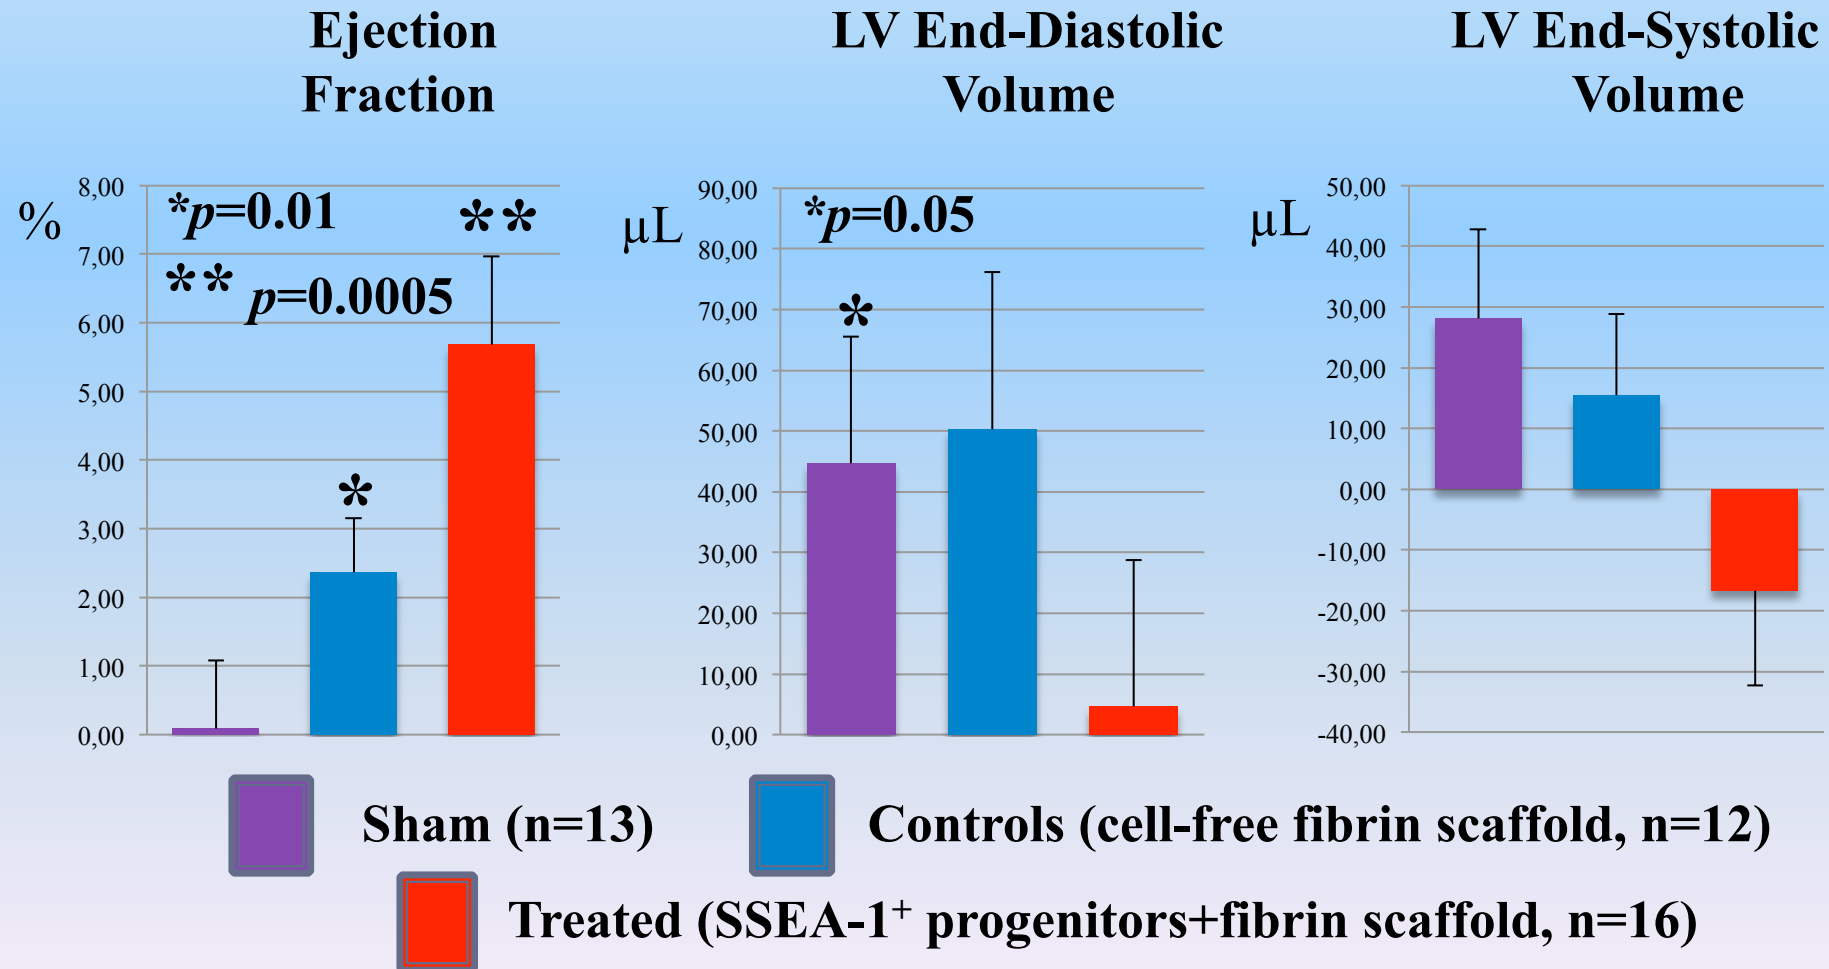 Ejection
Fraction
LV End-Diastolic
Volume
LV End-Systolic
Volume
%
8,00
7,00
6,00
5,00
4,00
3,00
2,00
1,00
0,00
*p=0.01
** p=0.0005
**
*
µL
90,00
80,00
70,00
60,00
50,00
40,00
30,00
20,00
10,00
0,00
*p=0.05
*
µL
50,00
40,00
30,00
20,00
10,00
0,00
-10,00
-20,00
-30,00
-40,00
Sham (n=13)
Controls (cell-free fibrin scaffold, n=12)
Treated (SSEA-1⁺ progenitors+fibrin scaffold, n=16)